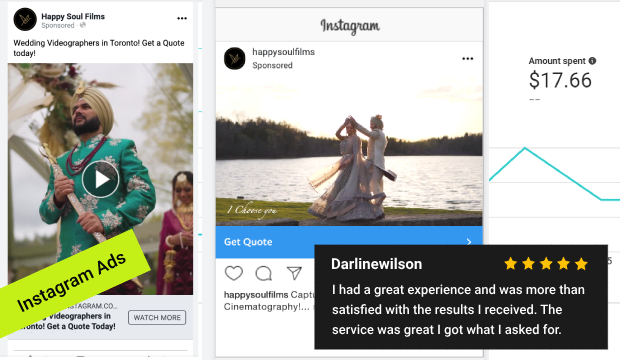 Happy Soul Films
Sponsored
Wedding Videographers in Toronto! Get a Quote
today!
INSTAGRAM.CO...
Videographers in
Toronto! Get a Quote Today!
WATCH MORE
Instagram Ads
Instagram
happysoulfilms
Sponsored
I Choose you
Get Quote
happysoulfilms
Cinematography!...
Amount spent
$17.66
--
Darlinewilson
I had a great experience and was more than
satisfied with the results I received. The
service was great I got what I asked for.